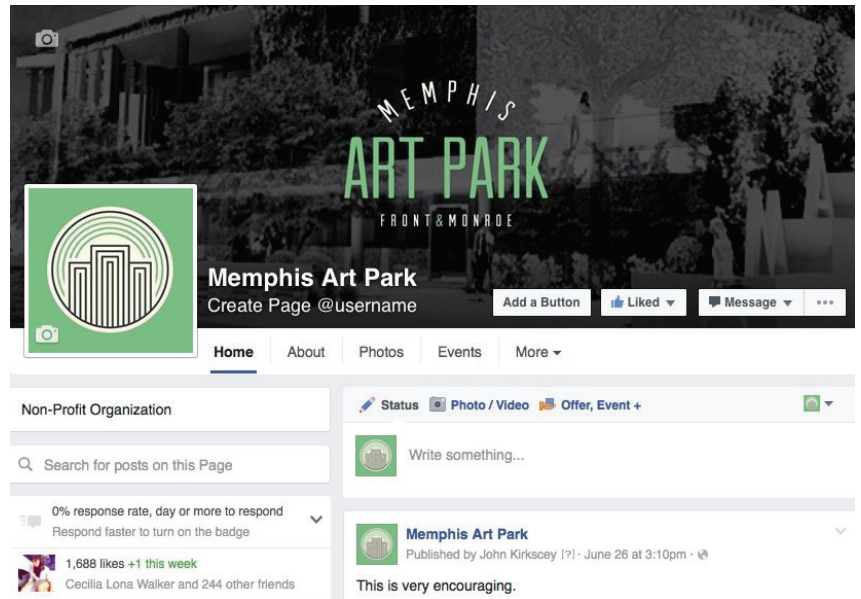 MEMPHIS
ART PARK
FRONT&MONROE
Memphis Art Park
Create Page @username
Add a Button
Liked
Message
Home About Photos Events More
Non-Profit Organization
Status Photo / Video Offer, Event +
Search for posts on this Page
Write something...
0% response rate, day or more to respond
Respond faster to turn on the badge
1,688 likes +1 this week
Cecilia Lona Walker and 244 other friends
Memphis Art Park
Published by John Kirkscey [?] · June 26 at 3:10pm ·
This is very encouraging.